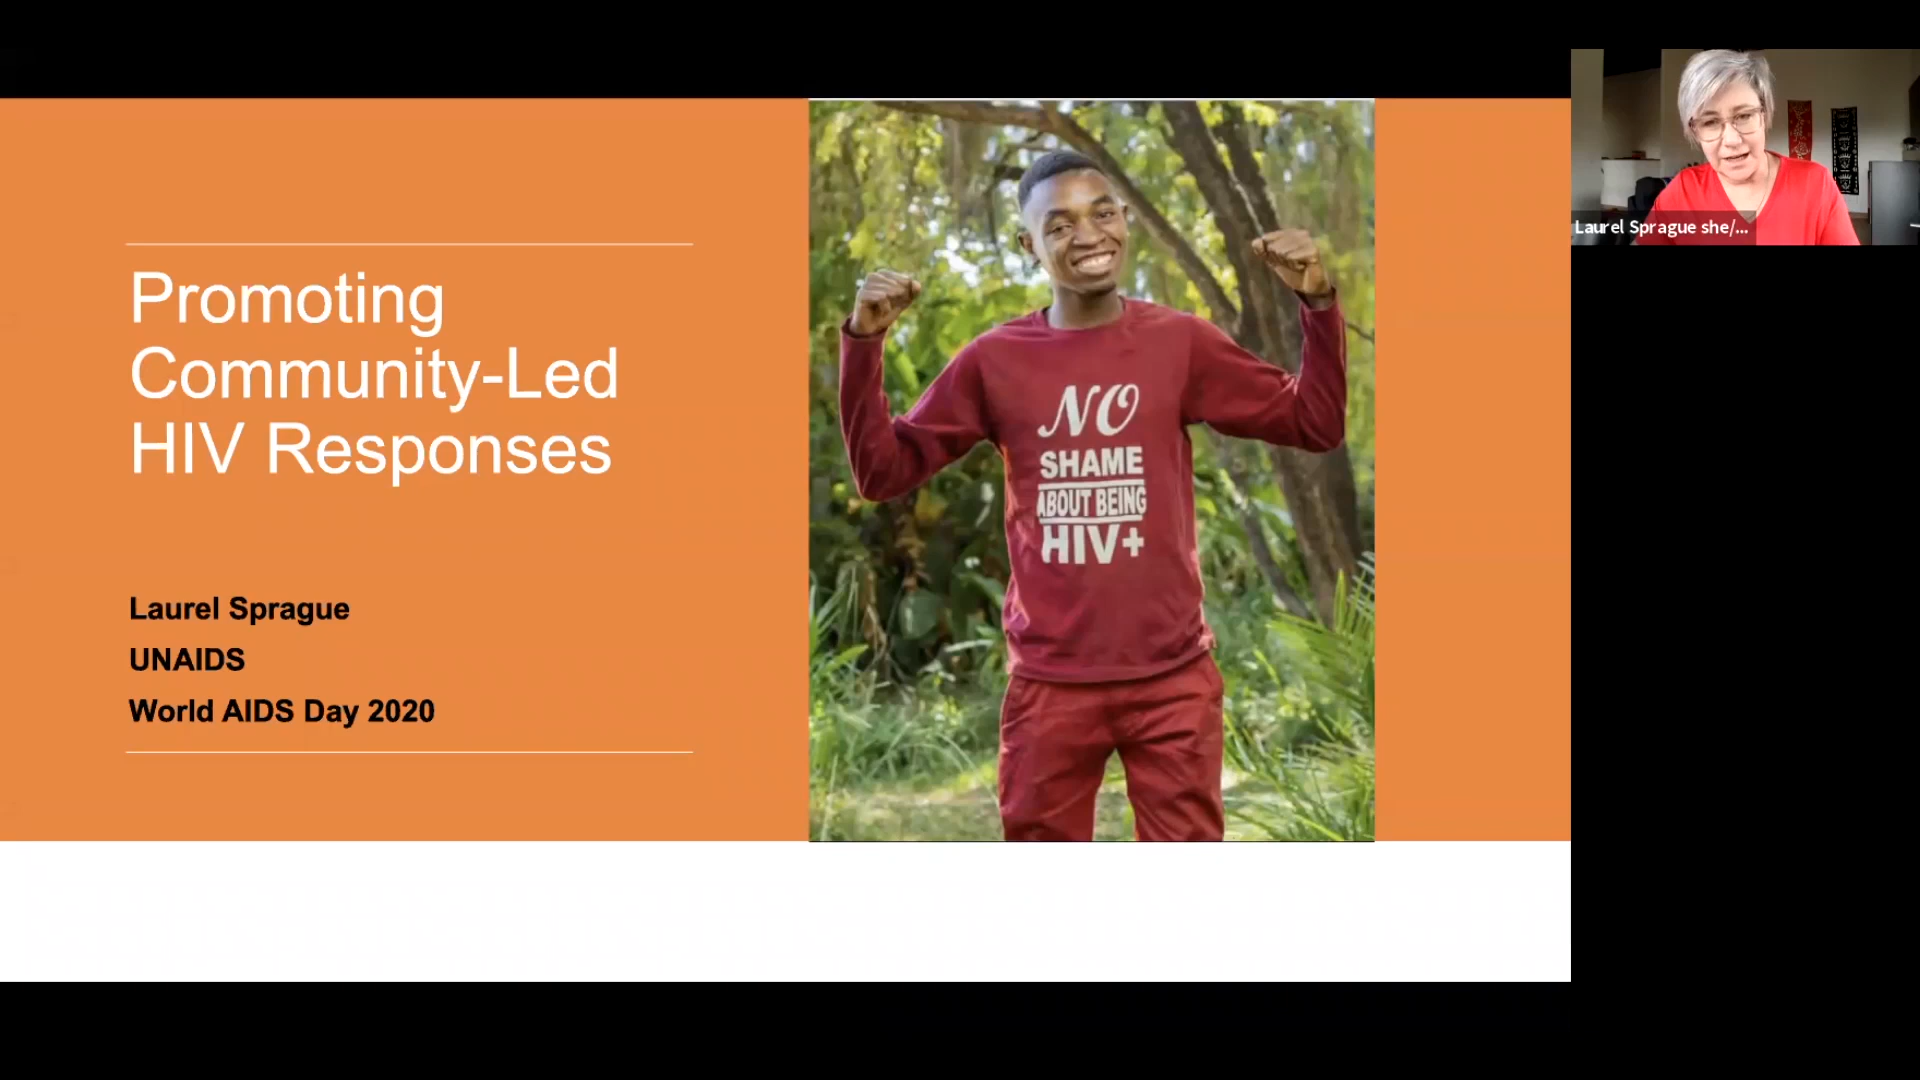 Promoting
Community-Led
HIV Responses
Laurel Sprague
UNAIDS
World AIDS Day 2020
NO
SHAME
ABOUT BEING
HIV+
Laurel Sprague she/...